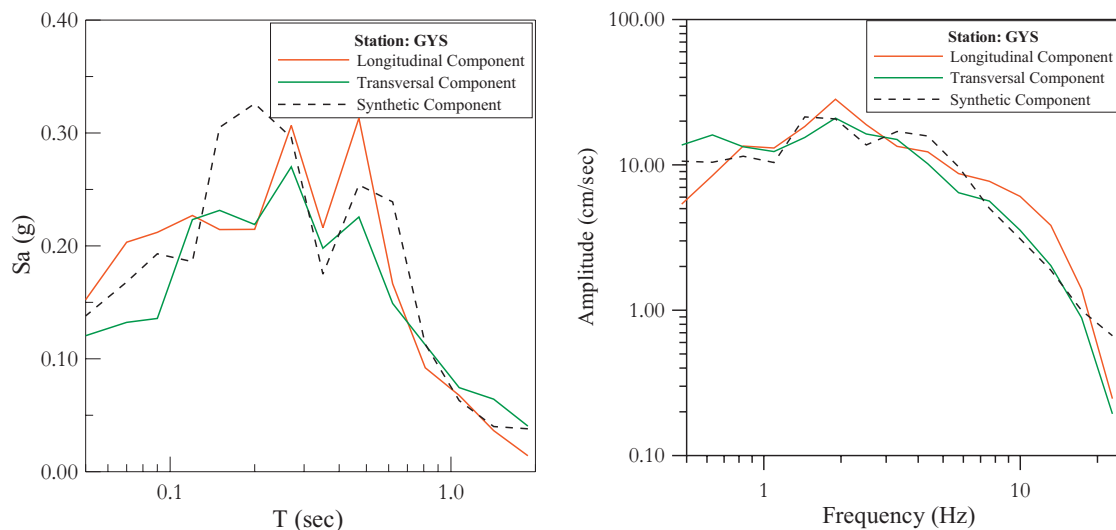 0.40
0.30
0.20
0.10
0.00
Sa (g)
Station: GYS
Longitudinal Component
Transversal Component
Synthetic Component
0.1
1.0
T (sec)
100.00
10.00
1.00
0.10
Amplitude (cm/sec)
Station: GYS
Longitudinal Component
Transversal Component
Synthetic Component
1
10
Frequency (Hz)